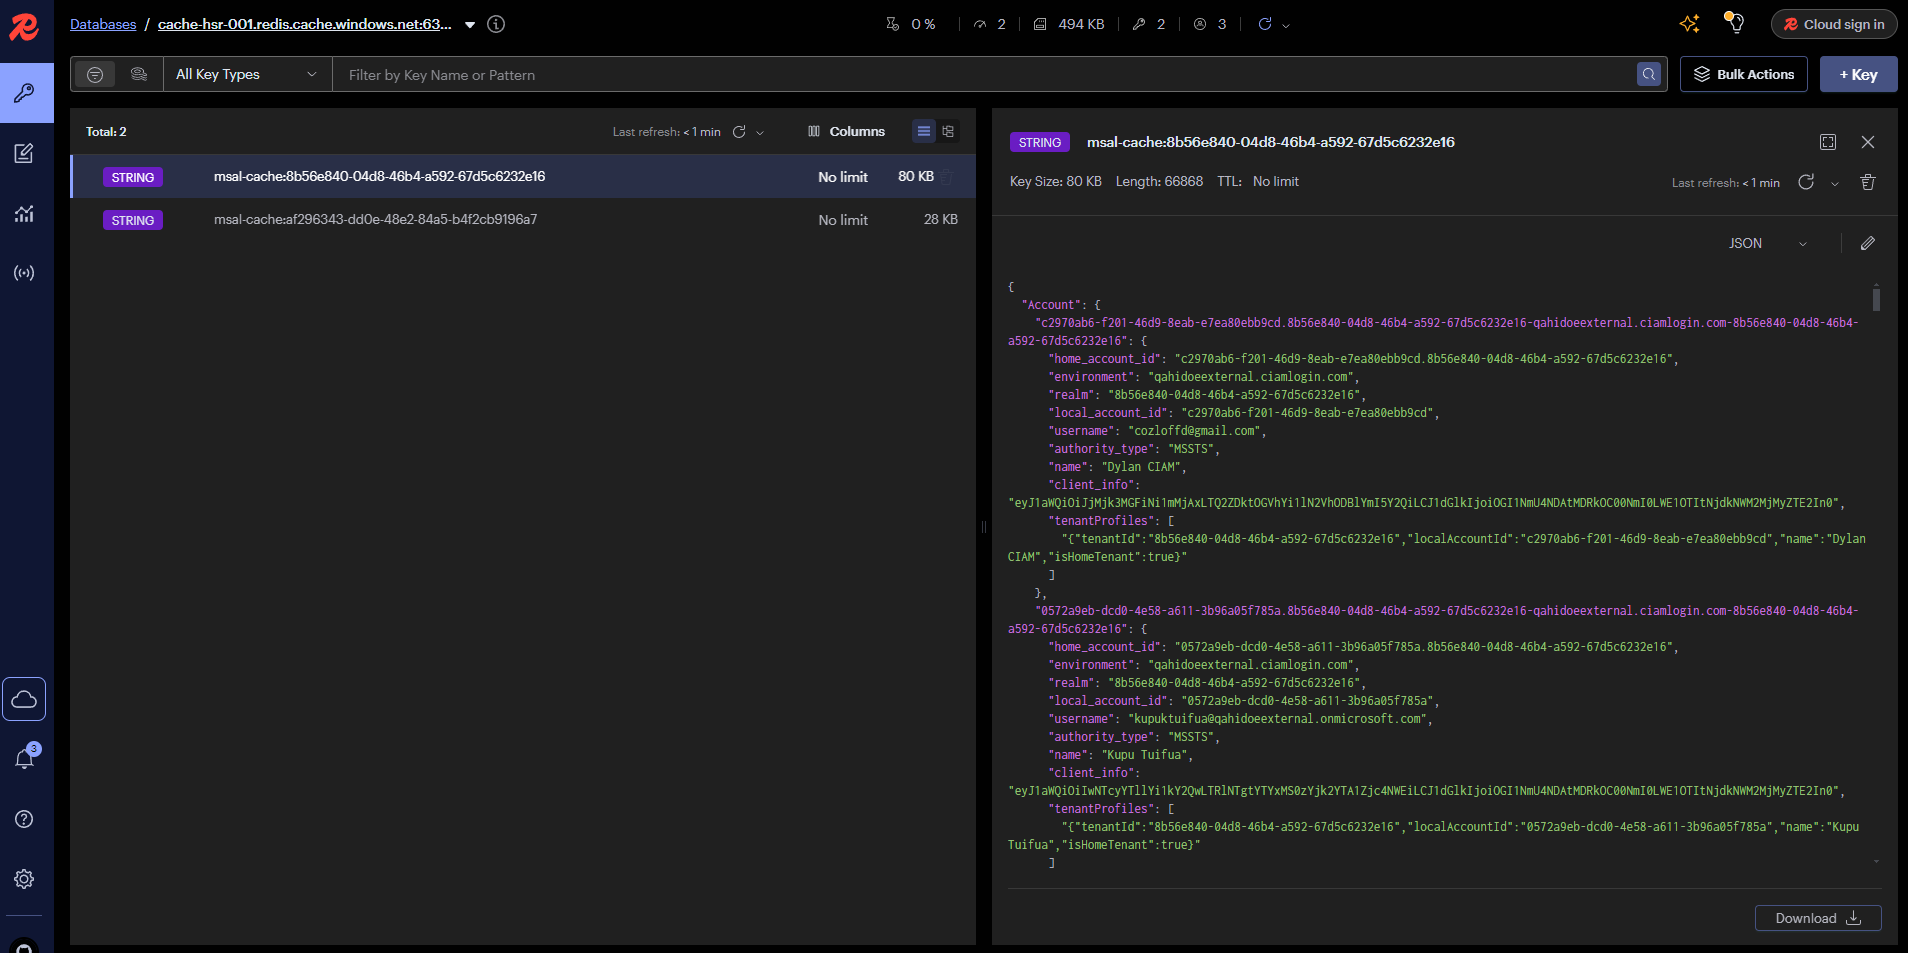 Databases / cache-hsr-001.redis.cache.windows.net:63...
0 % 2 494 KB 2 3
Cloud sign in
All Key Types
Filter by Key Name or Pattern
Bulk Actions
+ Key
Total: 2
Last refresh: < 1 min
Columns
STRING msal-cache:8b56e840-04d8-46b4-a592-67d5c6232e16 No limit 80 KB
STRING msal-cache:af296343-dd0e-48e2-84a5-b4f2cb9196a7 No limit 28 KB
3
STRING msal-cache:8b56e840-04d8-46b4-a592-67d5c6232e16
Key Size: 80 KB Length: 66868 TTL: No limit
Last refresh: < 1 min
JSON
{
"Account": {
"c2970ab6-f201-46d9-8eab-e7ea80ebb9cd.8b56e840-04d8-46b4-a592-67d5c6232e16-qahidoeexternal.ciamlogin.com-8b56e840-04d8-46b4-
a592-67d5c6232e16": {
"home_account_id": "c2970ab6-f201-46d9-8eab-e7ea80ebb9cd.8b56e840-04d8-46b4-a592-67d5c6232e16",
"environment": "qahidoeexternal.ciamlogin.com",
"realm": "8b56e840-04d8-46b4-a592-67d5c6232e16",
"local_account_id": "c2970ab6-f201-46d9-8eab-e7ea80ebb9cd",
"username": "cozloffd@gmail.com",
"authority_type": "MSSTS",
"name": "Dylan CIAM",
"client_info":
"eyJ1aWQiOiJjMjk3MGFiNi1mMjAxLTQ2ZDktOGVhYi1lN2VhODBlYmI5Y2QiLCJ1dGlkIjoiOGI1NmU4NDAtMDRkOC00NmI0LWE1OTItNjdkNWM2MjMyZTE2In0",
"tenantProfiles": [
"{"tenantId":"8b56e840-04d8-46b4-a592-67d5c6232e16","localAccountId":"c2970ab6-f201-46d9-8eab-e7ea80ebb9cd","name":"Dylan
CIAM","isHomeTenant":true}"
]
},
"0572a9eb-dcd0-4e58-a611-3b96a05f785a.8b56e840-04d8-46b4-a592-67d5c6232e16-qahidoeexternal.ciamlogin.com-8b56e840-04d8-46b4-
a592-67d5c6232e16": {
"home_account_id": "0572a9eb-dcd0-4e58-a611-3b96a05f785a.8b56e840-04d8-46b4-a592-67d5c6232e16",
"environment": "qahidoeexternal.ciamlogin.com",
"realm": "8b56e840-04d8-46b4-a592-67d5c6232e16",
"local_account_id": "0572a9eb-dcd0-4e58-a611-3b96a05f785a",
"username": "kupuktuifua@qahidoeexternal.onmicrosoft.com",
"authority_type": "MSSTS",
"name": "Kupu Tuifua",
"client_info":
"eyJ1aWQiOiIwNTcyYTllYi1kY2QwLTRlNTgtYTYxMS0zYjk2YTA1Zjc4NWEiLCJ1dGlkIjoiOGI1NmU4NDAtMDRkOC00NmI0LWE1OTItNjdkNWM2MjMyZTE2In0",
"tenantProfiles": [
"{"tenantId":"8b56e840-04d8-46b4-a592-67d5c6232e16","localAccountId":"0572a9eb-dcd0-4e58-a611-3b96a05f785a","name":"Kupu
Tuifua","isHomeTenant":true}"
]
Download